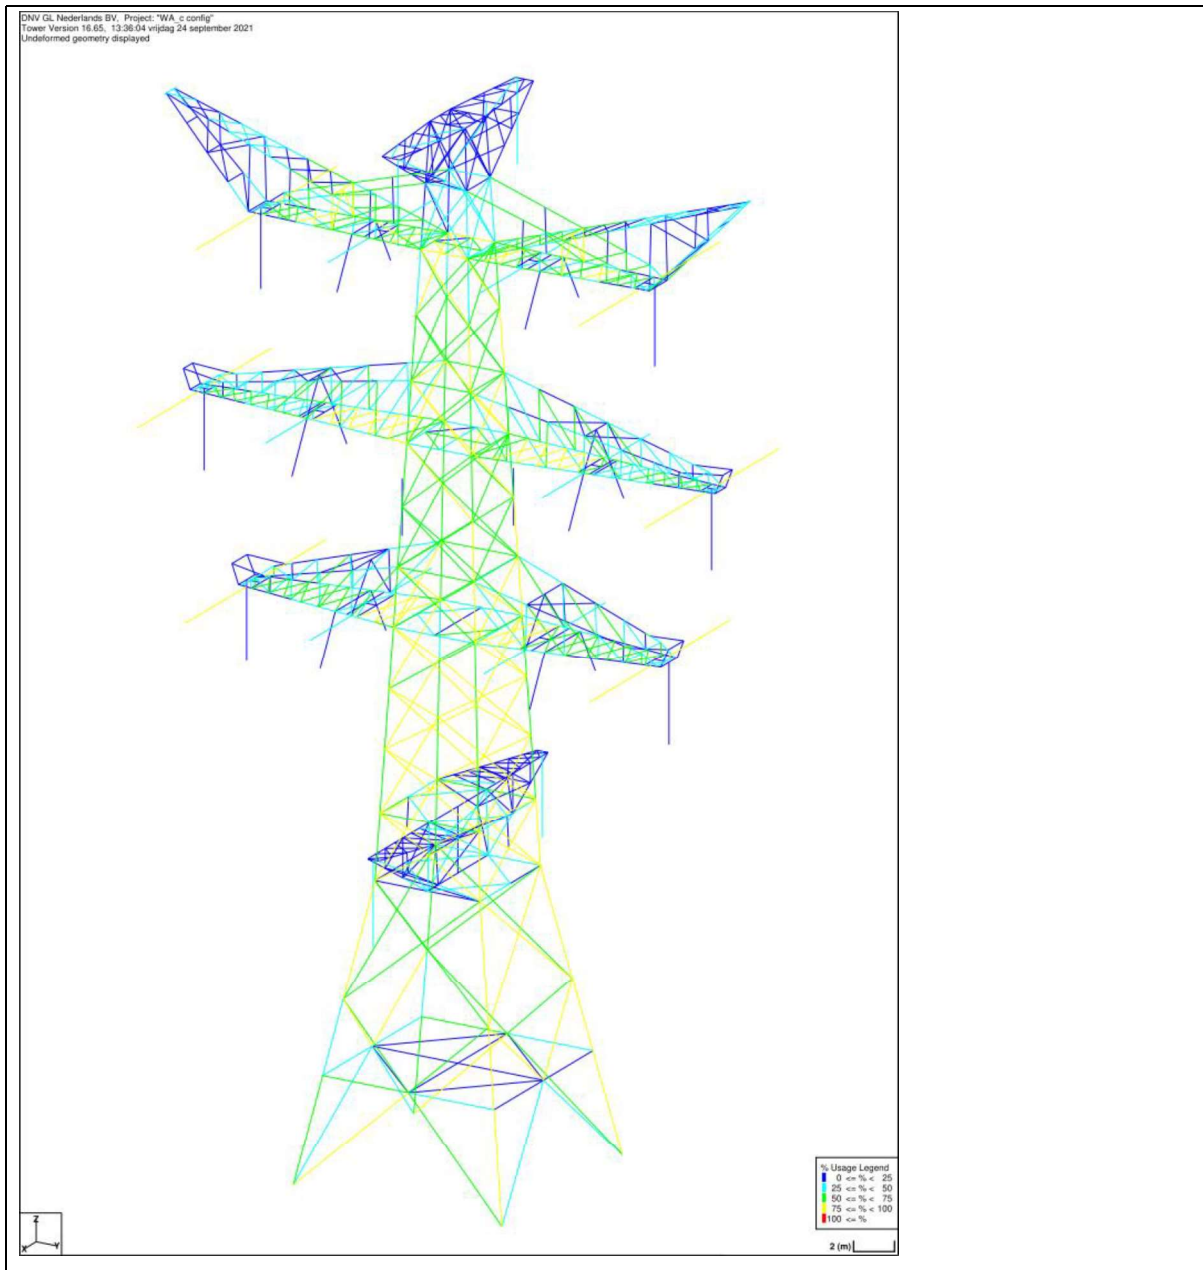 DNV GL Nederlands BV, Project: "WA_c config"
Tower Version 16.65, 13:36:04 vrijdag 24 september 2021
Undeformed geometry displayed
% Usage Legend
0 <= % < 25
25 <= % < 50
50 <= % < 75
75 <= % < 100
100 <= %
Z
X Y
2 (m)